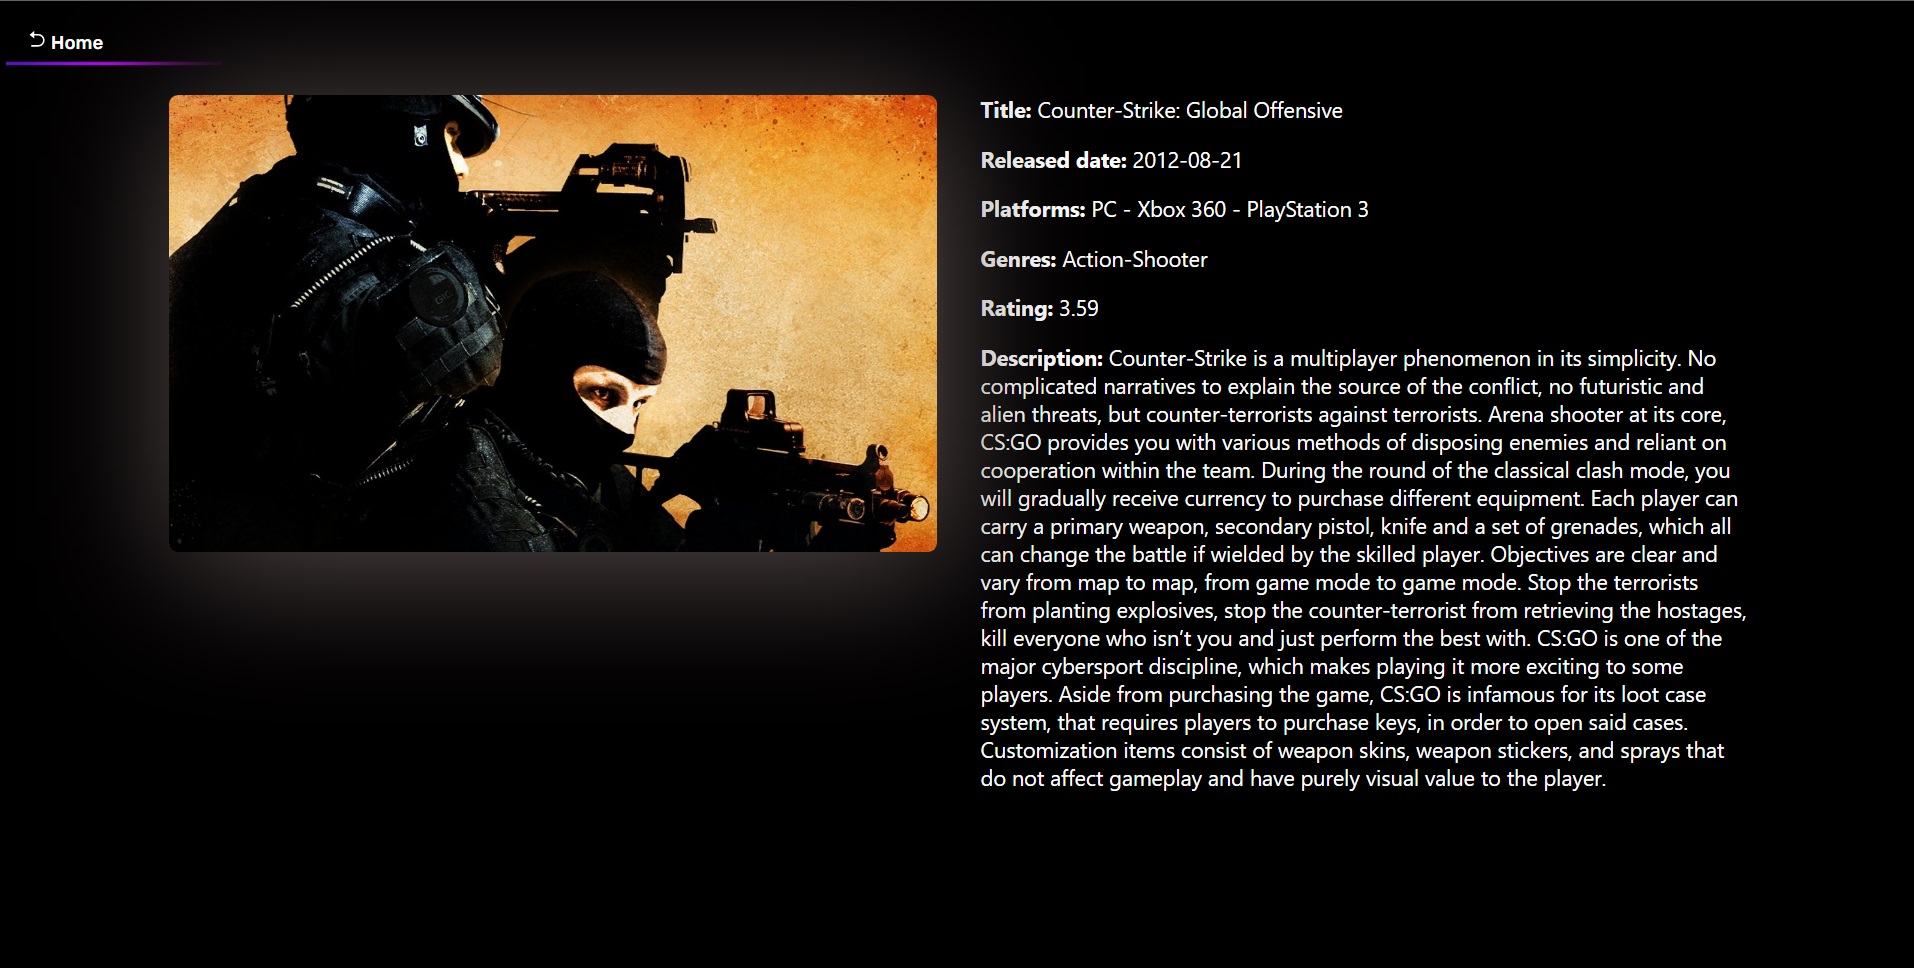 Home
Title: Counter-Strike: Global Offensive
Released date: 2012-08-21
Platforms: PC - Xbox 360 - PlayStation 3
Genres: Action-Shooter
Rating: 3.59
Description: Counter-Strike is a multiplayer phenomenon in its simplicity. No
complicated narratives to explain the source of the conflict, no futuristic and
alien threats, but counter-terrorists against terrorists. Arena shooter at its core,
CS:GO provides you with various methods of disposing enemies and reliant on
cooperation within the team. During the round of the classical clash mode, you
will gradually receive currency to purchase different equipment. Each player can
carry a primary weapon, secondary pistol, knife and a set of grenades, which all
can change the battle if wielded by the skilled player. Objectives are clear and
vary from map to map, from game mode to game mode. Stop the terrorists
from planting explosives, stop the counter-terrorist from retrieving the hostages,
kill everyone who isn’t you and just perform the best with. CS:GO is one of the
major cybersport discipline, which makes playing it more exciting to some
players. Aside from purchasing the game, CS:GO is infamous for its loot case
system, that requires players to purchase keys, in order to open said cases.
Customization items consist of weapon skins, weapon stickers, and sprays that
do not affect gameplay and have purely visual value to the player.